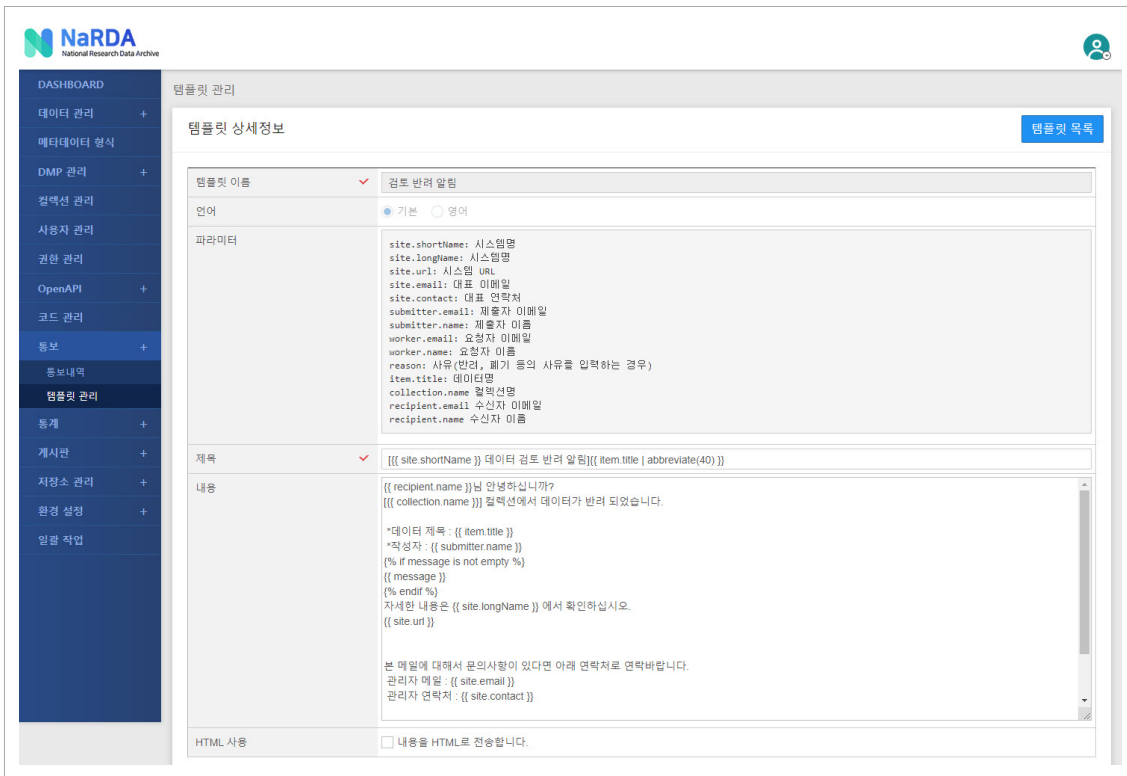 NaRDA
National Research Data Archive
DASHBOARD
데이터 관리 +
메타데이터 형식
DMP 관리 +
컬렉션 관리
사용자 관리
권한 관리
OpenAPI +
코드 관리
통보 +
통보내역
템플릿 관리
통계 +
게시판 +
저장소 관리 +
환경 설정 +
일괄 작업
템플릿 관리
템플릿 상세정보
템플릿 목록
템플릿 이름
검토 반려 알림
언어
기본 영어
파라미터
site.shortName: 시스템명
site.longName: 시스템명
site.url: 시스템 URL
site.email: 대표 이메일
site.contact: 대표 연락처
submitter.email: 제출자 이메일
submitter.name: 제출자 이름
worker.email: 요청자 이메일
worker.name: 요청자 이름
reason: 사유(반려, 폐기 등의 사유를 입력하는 경우)
item.title: 데이터명
collection.name 컬렉션명
recipient.email 수신자 이메일
recipient.name 수신자 이름
제목
[{{ site.shortName }} 데이터 검토 반려 알림]{{ item.title | abbreviate(40) }}
내용
{{ recipient.name }}님 안녕하십니까?
[{{ collection.name }}] 컬렉션에서 데이터가 반려 되었습니다.
*데이터 제목 : {{ item.title }}
*작성자 : {{ submitter.name }}
{% if message is not empty %}
{{ message }}
{% endif %}
자세한 내용은 {{ site.longName }} 에서 확인하십시오.
{{ site.url }}
본 메일에 대해서 문의사항이 있다면 아래 연락처로 연락바랍니다.
관리자 메일 : {{ site.email }}
관리자 연락처 : {{ site.contact }}
HTML 사용
내용을 HTML로 전송합니다.